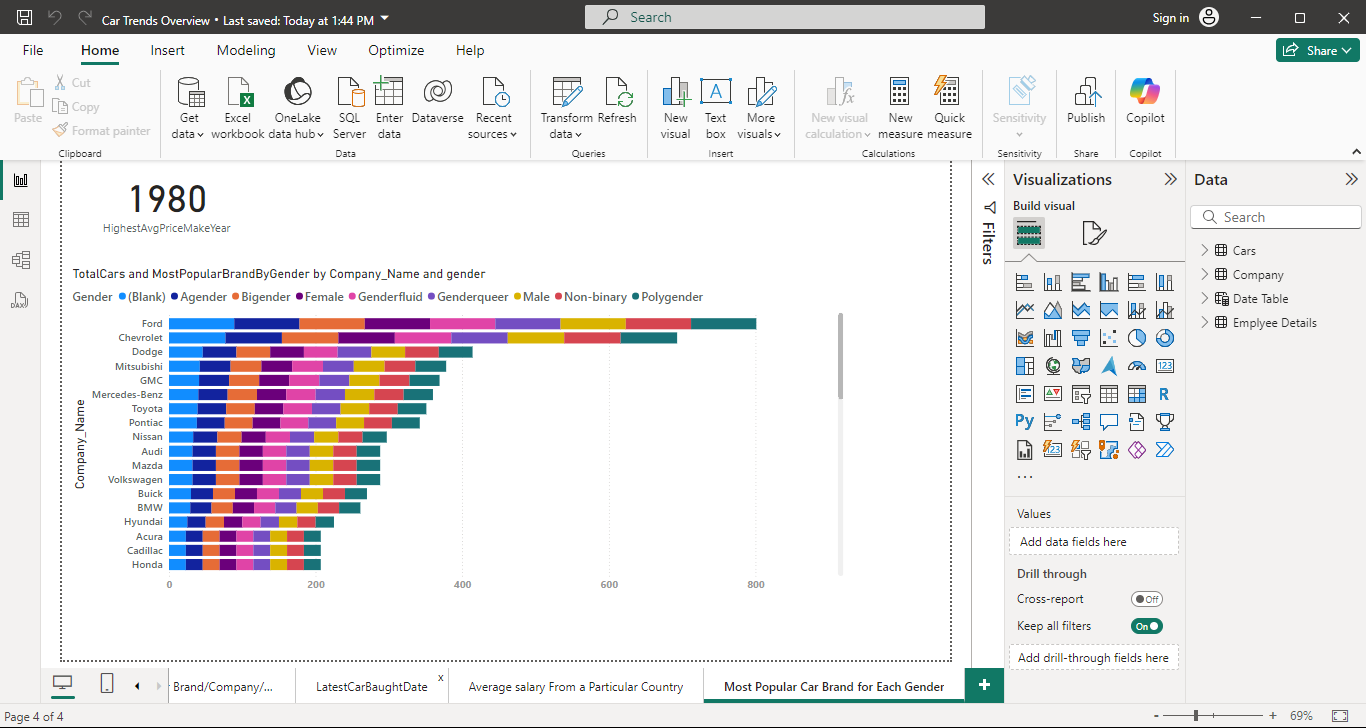 Car Trends Overview • Last saved: Today at 1:44 PM
Search
Sign in
File
Home
Insert
Modeling
View
Optimize
Help
Share
Paste
Cut
Copy
Format painter
Clipboard
Get data
Excel workbook
OneLake data hub
SQL Server
Enter data
Dataverse
Recent sources
Data
Transform data
Refresh
Queries
New visual
Text box
More visuals
Insert
New visual calculation
New measure
Quick measure
Calculations
Sensitivity
Sensitivity
Publish
Share
Copilot
Copilot
1980
HighestAvgPriceMakeYear
TotalCars and MostPopularBrandByGender by Company_Name and gender
Gender (Blank) Agender Bigender Female Genderfluid Genderqueer Male Non-binary Polygender
Company_Name
Ford
Chevrolet
Dodge
Mitsubishi
GMC
Mercedes-Benz
Toyota
Pontiac
Nissan
Audi
Mazda
Volkswagen
Buick
BMW
Hyundai
Acura
Cadillac
Honda
0 200 400 600 800
Filters
Visualizations
Build visual
123
R
Py
123
...
Values
Add data fields here
Drill through
Cross-report
Off
Keep all filters
On
Add drill-through fields here
Data
Search
Cars
Company
Date Table
Emplyee Details
DAX
Brand/Company/...
LatestCarBaughtDate
x
Average salary From a Particular Country
Most Popular Car Brand for Each Gender
+
Page 4 of 4
- + 69%